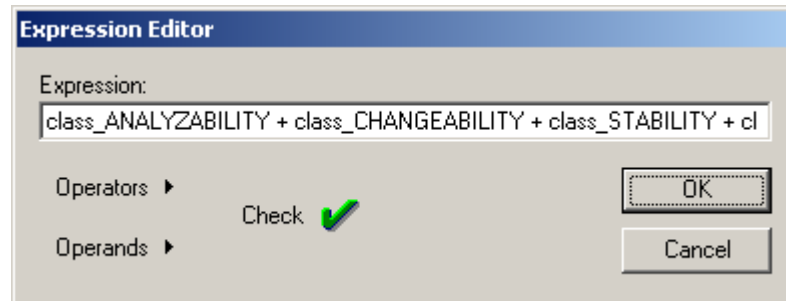 Expression Editor
Expression:
class_ANALYZABILITY + class_CHANGEABILITY + class_STABILITY + cl
Operators
Check
OK
Operands
Cancel